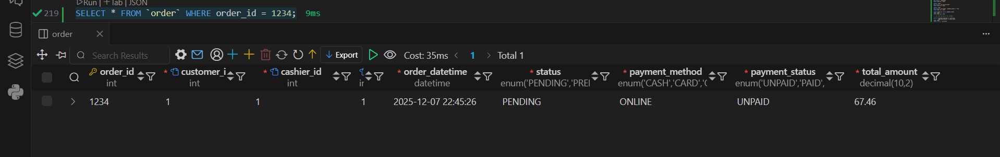 Run | + Tab | JSON
219 SELECT * FROM `order` WHERE order_id = 1234; 9ms
order
Search Results Export Cost: 35ms 1 Total 1
order_id * customer_i * cashier_id * order_datetime * status * payment_method * payment_status * total_amount
int int int datetime enum('PENDING','PREI enum('CASH','CARD','C enum('UNPAID','PAID', decimal(10,2)
1234 1 1 1 2025-12-07 22:45:26 PENDING ONLINE UNPAID 67.46